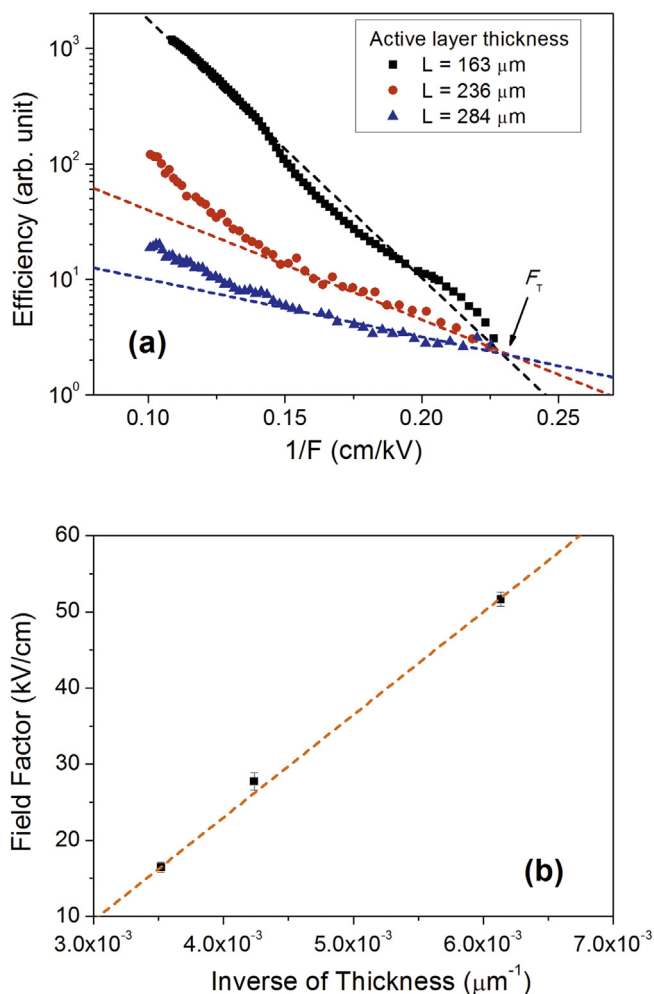 10³
10²
10¹
10⁰
Efficiency (arb. unit)
Active layer thickness
L = 163 μm
L = 236 μm
L = 284 μm
F_T
(a)
0.10 0.15 0.20 0.25
1/F (cm/kV)
60
50
40
30
20
10
Field Factor (kV/cm)
(b)
3.0x10⁻³ 4.0x10⁻³ 5.0x10⁻³ 6.0x10⁻³ 7.0x10⁻³
Inverse of Thickness (μm⁻¹)